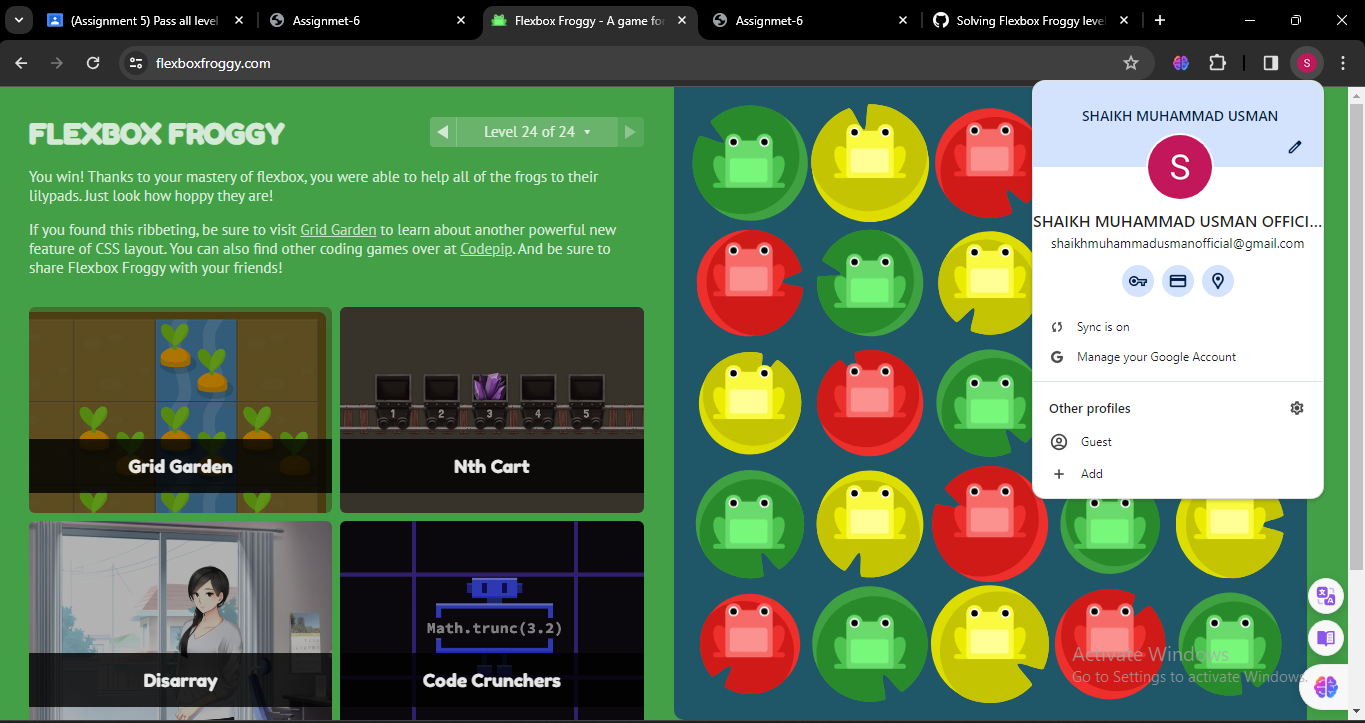 (Assignment 5) Pass all level
Assignmet-6
Flexbox Froggy - A game for
Assignmet-6
Solving Flexbox Froggy level
flexboxfroggy.com
S
FLEXBOX FROGGY
Level 24 of 24
You win! Thanks to your mastery of flexbox, you were able to help all of the frogs to their
lilypads. Just look how hoppy they are!
If you found this ribbeting, be sure to visit Grid Garden to learn about another powerful new
feature of CSS layout. You can also find other coding games over at Codepip. And be sure to
share Flexbox Froggy with your friends!
Grid Garden
1 2 3 4 5
Nth Cart
Disarray
Math.trunc(3.2)
Code Crunchers
SHAIKH MUHAMMAD USMAN
S
SHAIKH MUHAMMAD USMAN OFFICI...
shaikhmuhammadusmanofficial@gmail.com
Sync is on
G Manage your Google Account
Other profiles
Guest
Add
Activate Windows
Go to Settings to activate Windows.